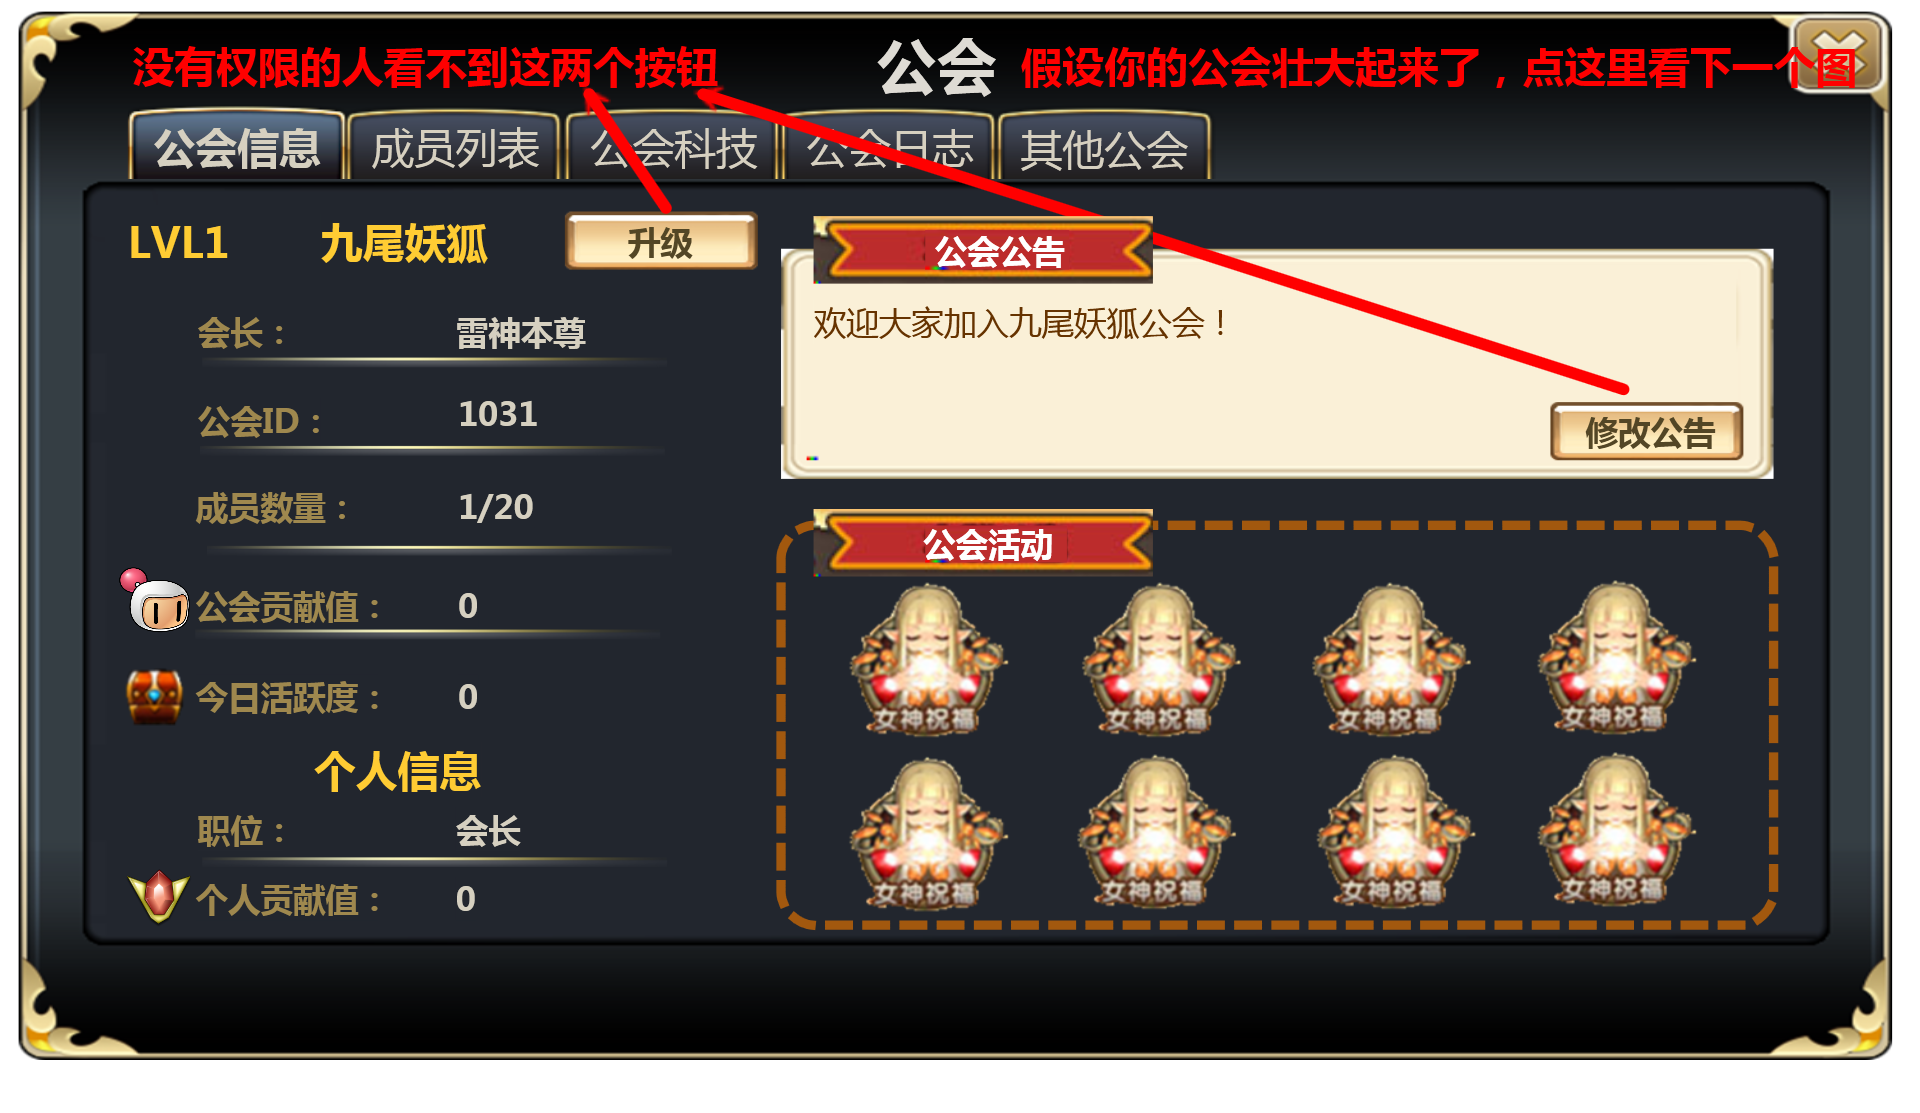 没有权限的人看不到这两个按钮
公会
假设你的公会壮大起来了，点这里看下一个图
公会信息
成员列表
公会科技
公会日志
其他公会
LVL1
九尾妖狐
升级
会长：
雷神本尊
公会ID：
1031
成员数量：
1/20
公会贡献值：
0
今日活跃度：
0
个人信息
职位：
会长
个人贡献值：
0
公会公告
欢迎大家加入九尾妖狐公会！
修改公告
公会活动
女神祝福
女神祝福
女神祝福
女神祝福
女神祝福
女神祝福
女神祝福
女神祝福